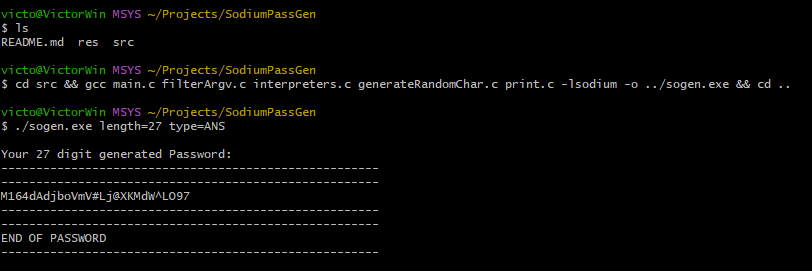 victo@VictorWin MSYS ~/Projects/SodiumPassGen
$ ls
README.md  res  src
victo@VictorWin MSYS ~/Projects/SodiumPassGen
$ cd src && gcc main.c filterArgv.c interpreters.c generateRandomChar.c print.c -lsodium -o ../sogen.exe && cd ..
victo@VictorWin MSYS ~/Projects/SodiumPassGen
$ ./sogen.exe length=27 type=ANS
Your 27 digit generated Password:
------------------------------------------------------
------------------------------------------------------
M164dAdjboVmV#Lj@XKMdW^LO97
------------------------------------------------------
------------------------------------------------------
END OF PASSWORD
------------------------------------------------------